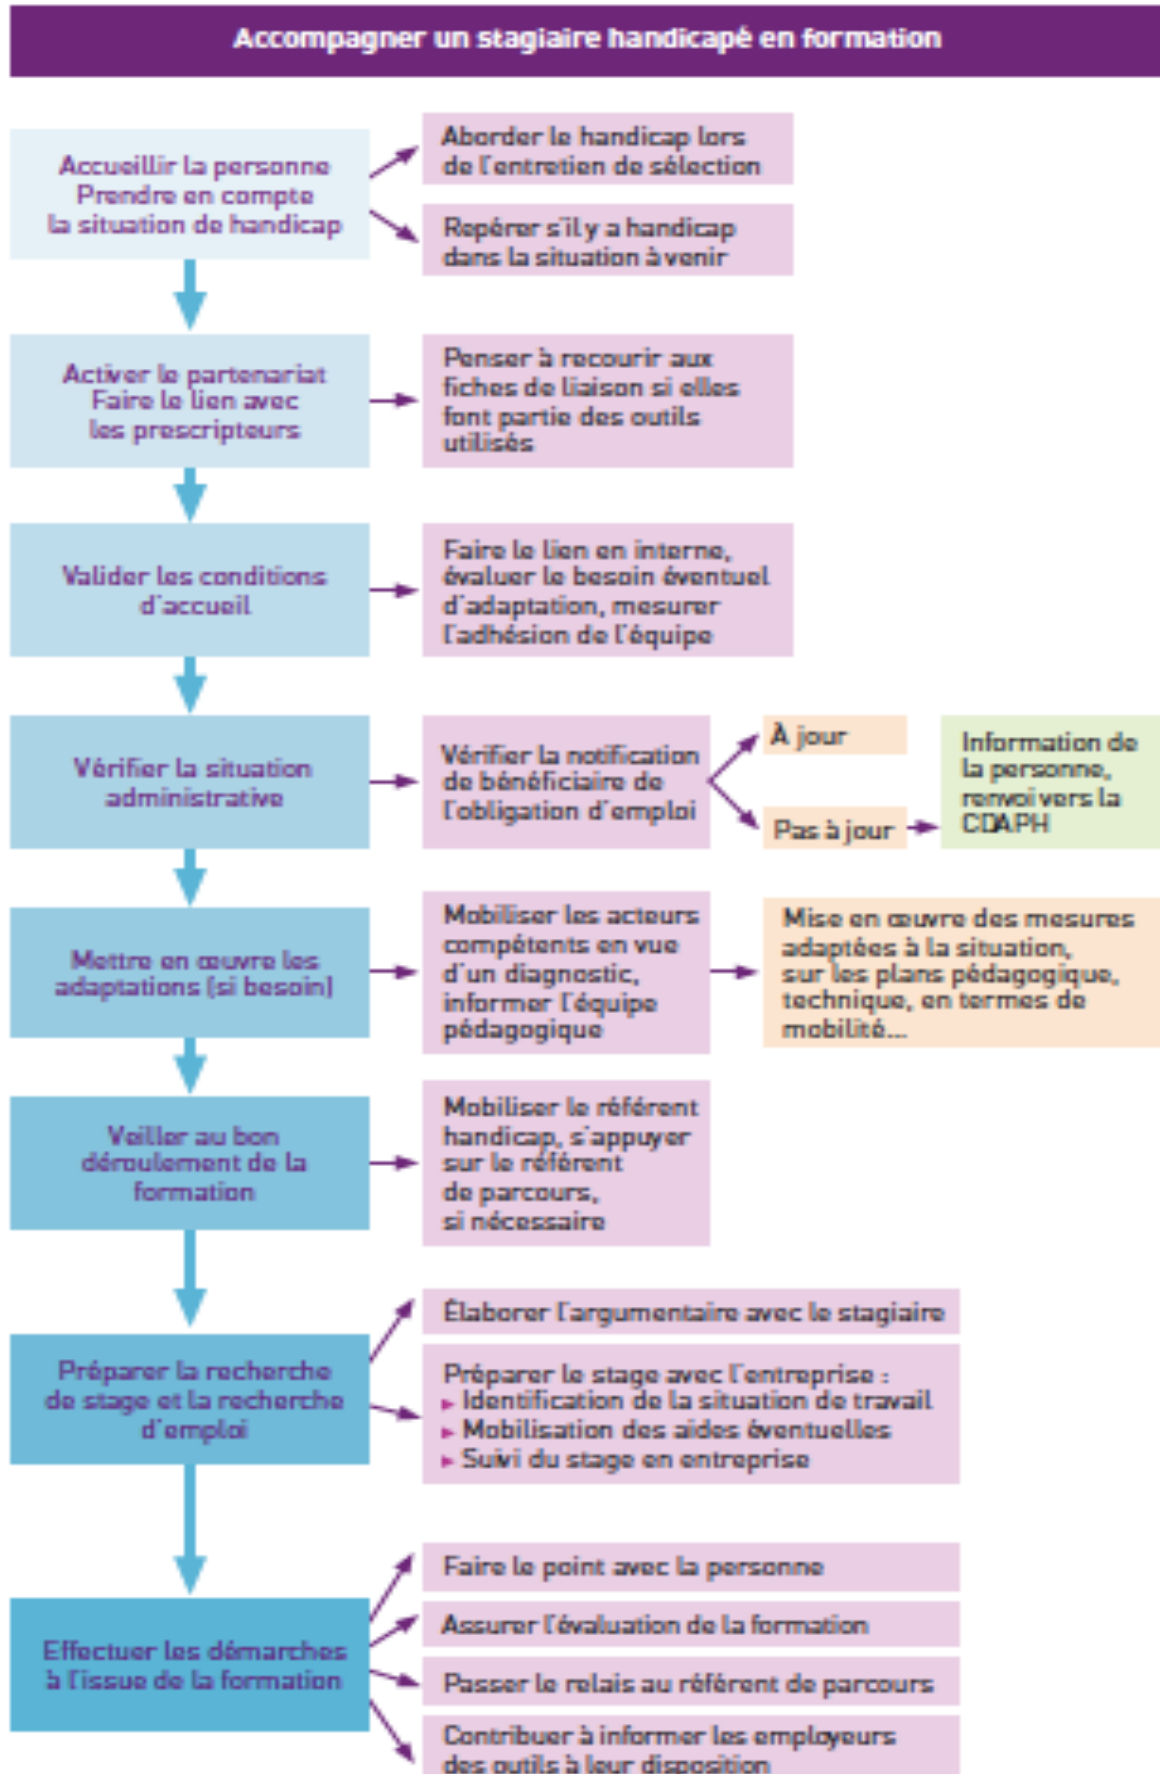 Accompagner un stagiaire handicapé en formation
Accueillir la personne
Prendre en compte
la situation de handicap
Aborder le handicap lors
de l'entretien de sélection
Repérer s'il y a handicap
dans la situation à venir
Activer le partenariat
Faire le lien avec
les prescripteurs
Penser à recourir aux
fiches de liaison si elles
font partie des outils
utilisés
Valider les conditions
d'accueil
Faire le lien en interne,
évaluer le besoin éventuel
d'adaptation, mesurer
l'adhésion de l'équipe
Vérifier la situation
administrative
Vérifier la notification
de bénéficiaire de
l'obligation d'emploi
À jour
Pas à jour
Information de
la personne,
renvoi vers la
CDAPH
Mettre en œuvre les
adaptations (si besoin)
Mobiliser les acteurs
compétents en vue
d'un diagnostic,
informer l'équipe
pédagogique
Mise en œuvre des mesures
adaptées à la situation,
sur les plans pédagogique,
technique, en termes de
mobilité...
Veiller au bon
déroulement de la
formation
Mobiliser le référent
handicap, s'appuyer
sur le référent
de parcours,
si nécessaire
Préparer la recherche
de stage et la recherche
d'emploi
Élaborer l'argumentaire avec le stagiaire
Préparer le stage avec l'entreprise :
► Identification de la situation de travail
► Mobilisation des aides éventuelles
► Suivi du stage en entreprise
Effectuer les démarches
à l'issue de la formation
Faire le point avec la personne
Assurer l'évaluation de la formation
Passer le relais au référent de parcours
Contribuer à informer les employeurs
des outils à leur disposition